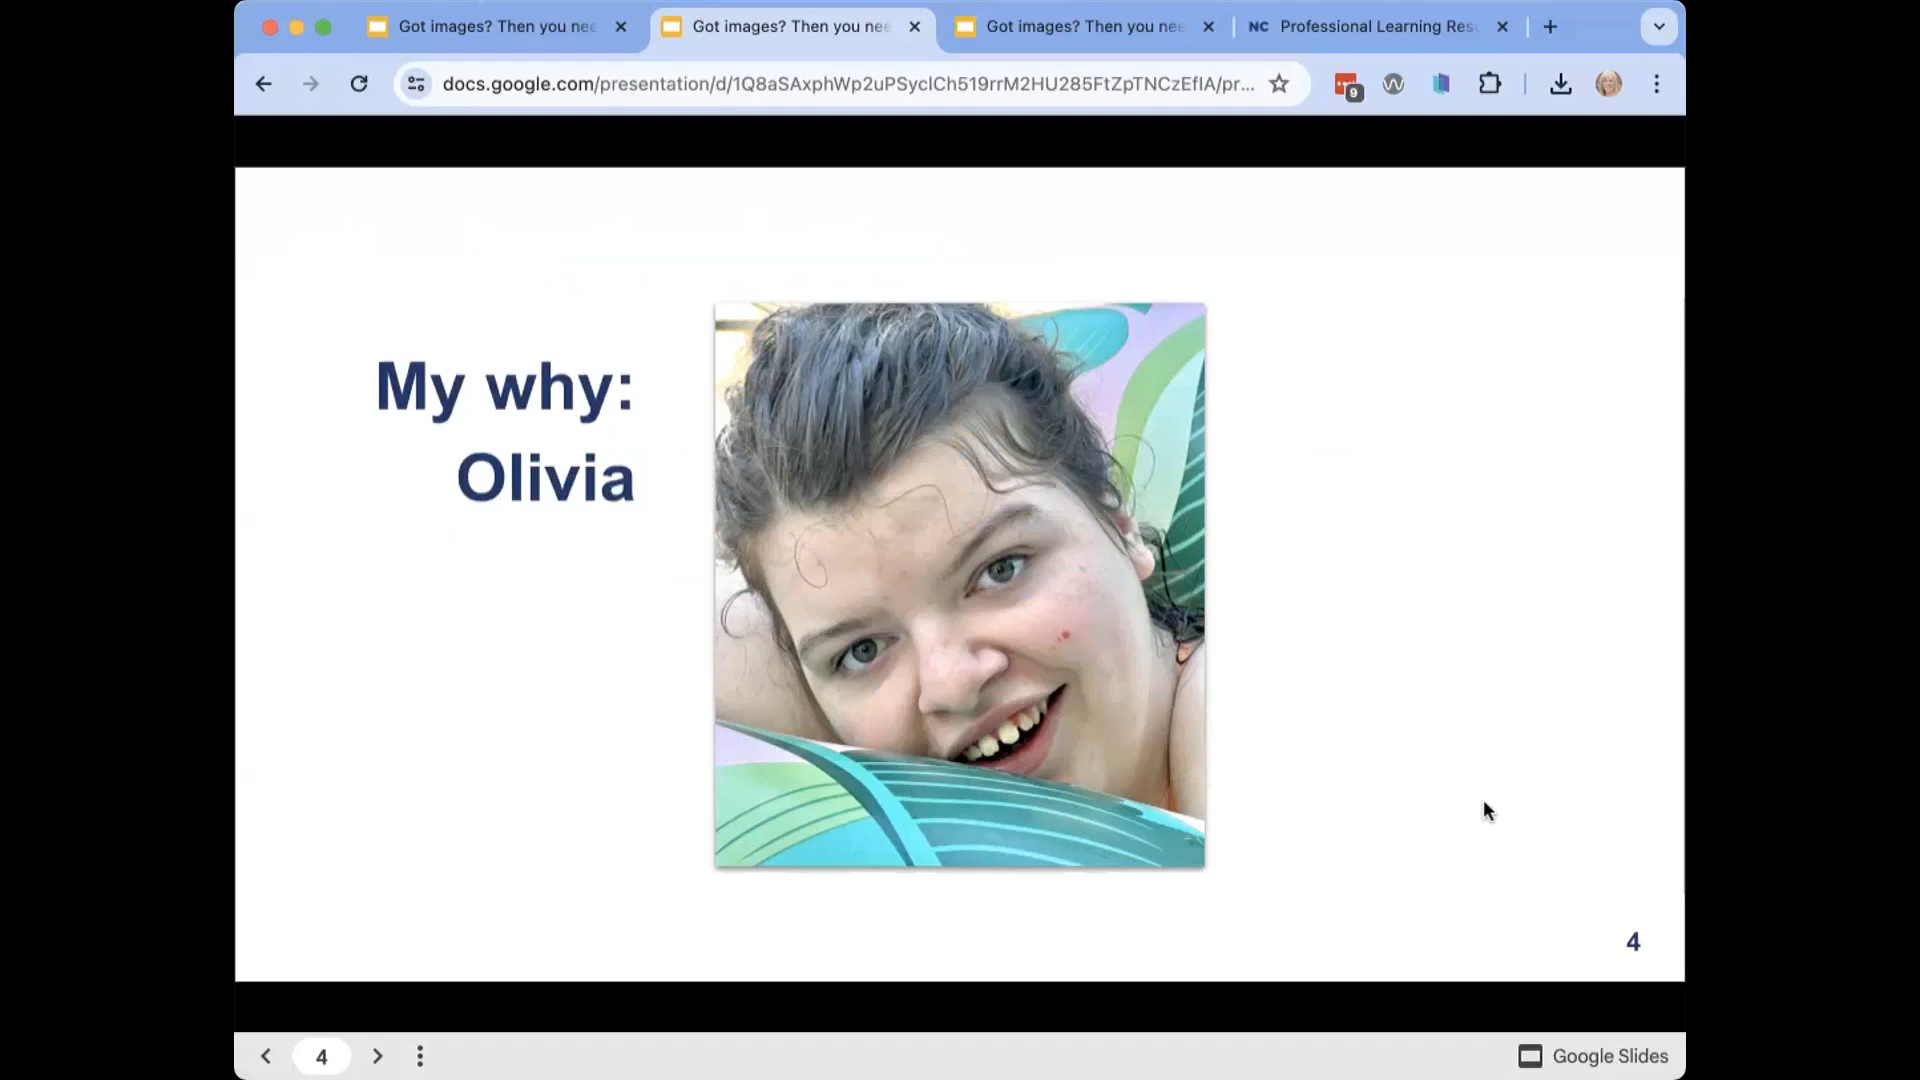 Got images? Then you nee
Got images? Then you nee
Got images? Then you nee
NC Professional Learning Res
docs.google.com/presentation/d/1Q8aSAxphWp2uPSyclCh519rrM2HU285FtZpTNCzEfIA/pr...
9
My why:
Olivia
4
4
Google Slides